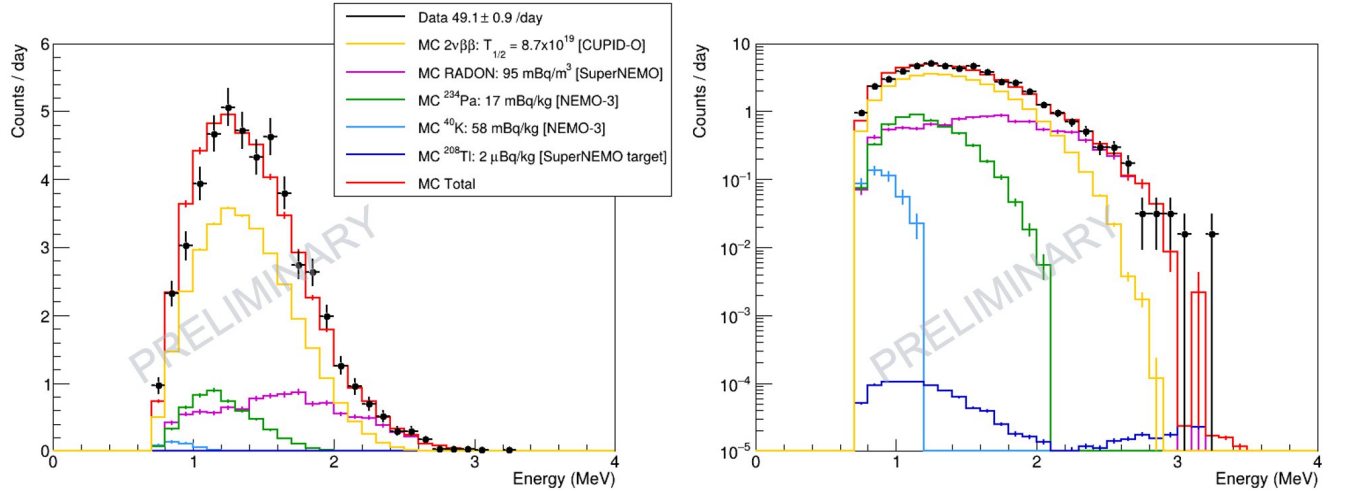 Data 49.1± 0.9 /day
MC 2νββ: T1/2 = 8.7x10^19 [CUPID-O]
MC RADON: 95 mBq/m^3 [SuperNEMO]
MC ^234Pa: 17 mBq/kg [NEMO-3]
MC ^40K: 58 mBq/kg [NEMO-3]
MC ^208Tl: 2 μBq/kg [SuperNEMO target]
MC Total
Counts / day
6
5
4
3
2
1
0
PRELIMINARY
0 1 2 3 4
Energy (MeV)
Counts / day
10
1
10^−1
10^−2
10^−3
10^−4
10^−5
PRELIMINARY
0 1 2 3 4
Energy (MeV)